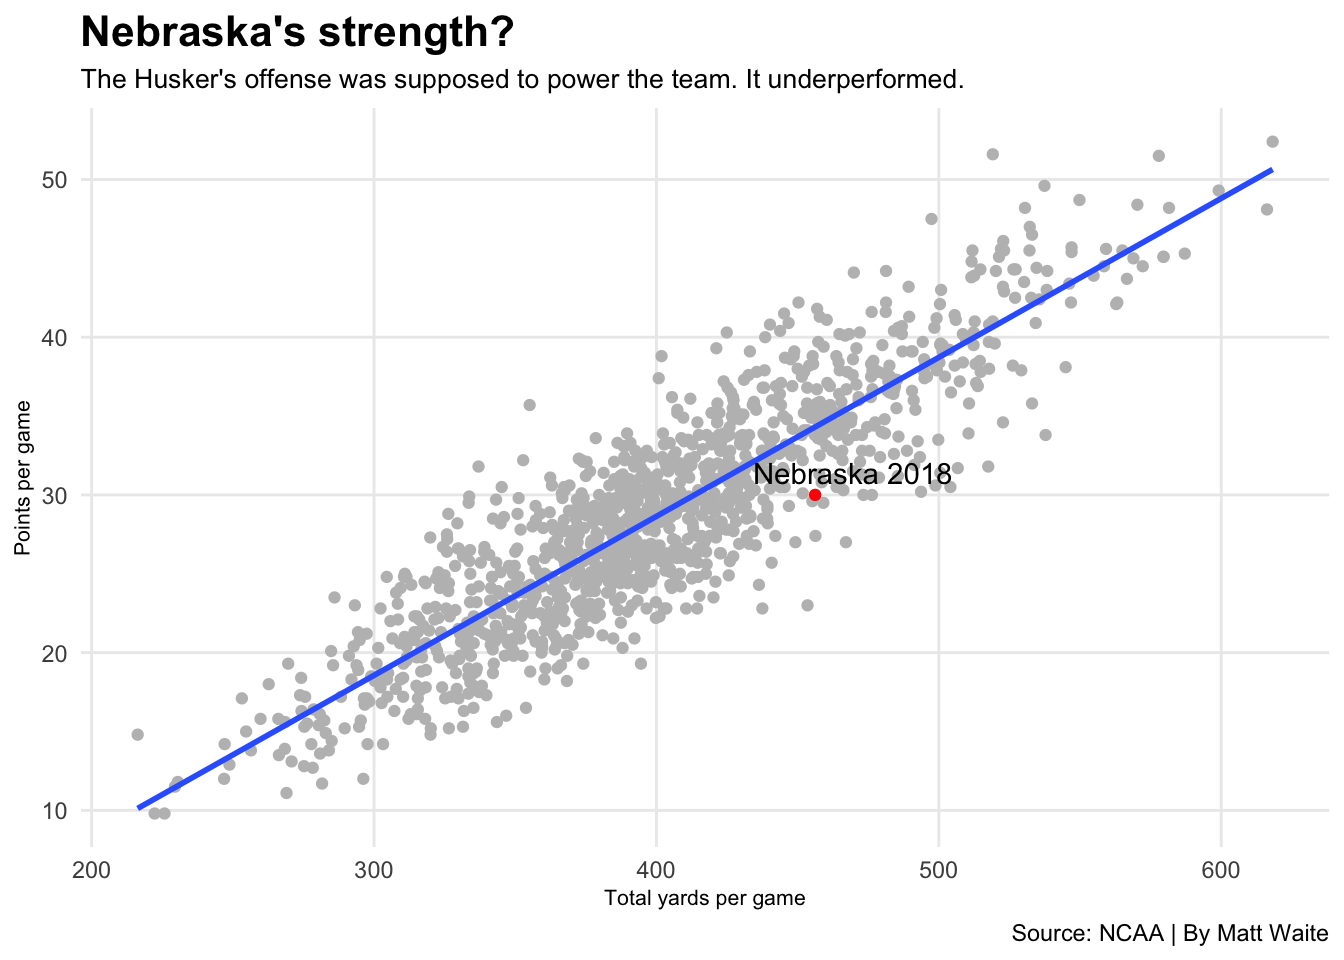 Nebraska's strength?
The Husker's offense was supposed to power the team. It underperformed.
50
40
30
20
10
Points per game
Nebraska 2018
200 300 400 500 600
Total yards per game
Source: NCAA | By Matt Waite